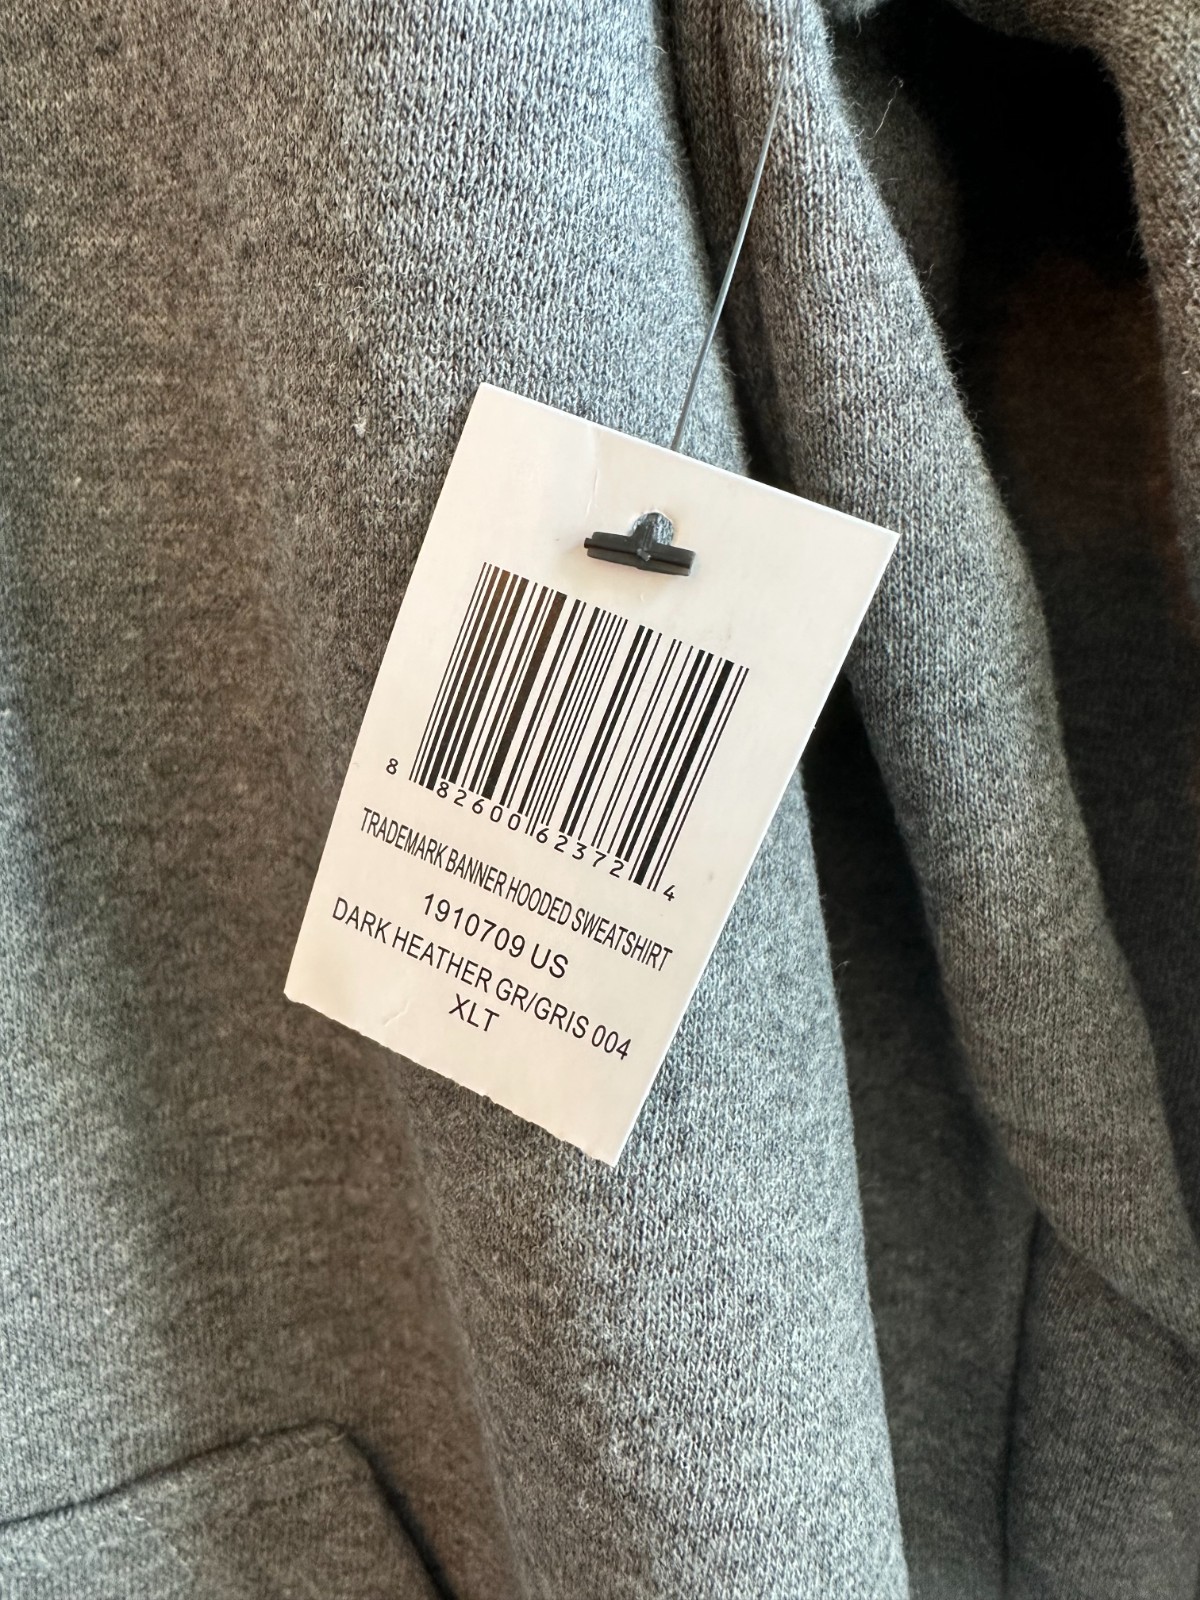 8 82600 62372 4
TRADEMARK BANNER HOODED SWEATSHIRT
1910709 US
DARK HEATHER GR/GRIS 004
XLT